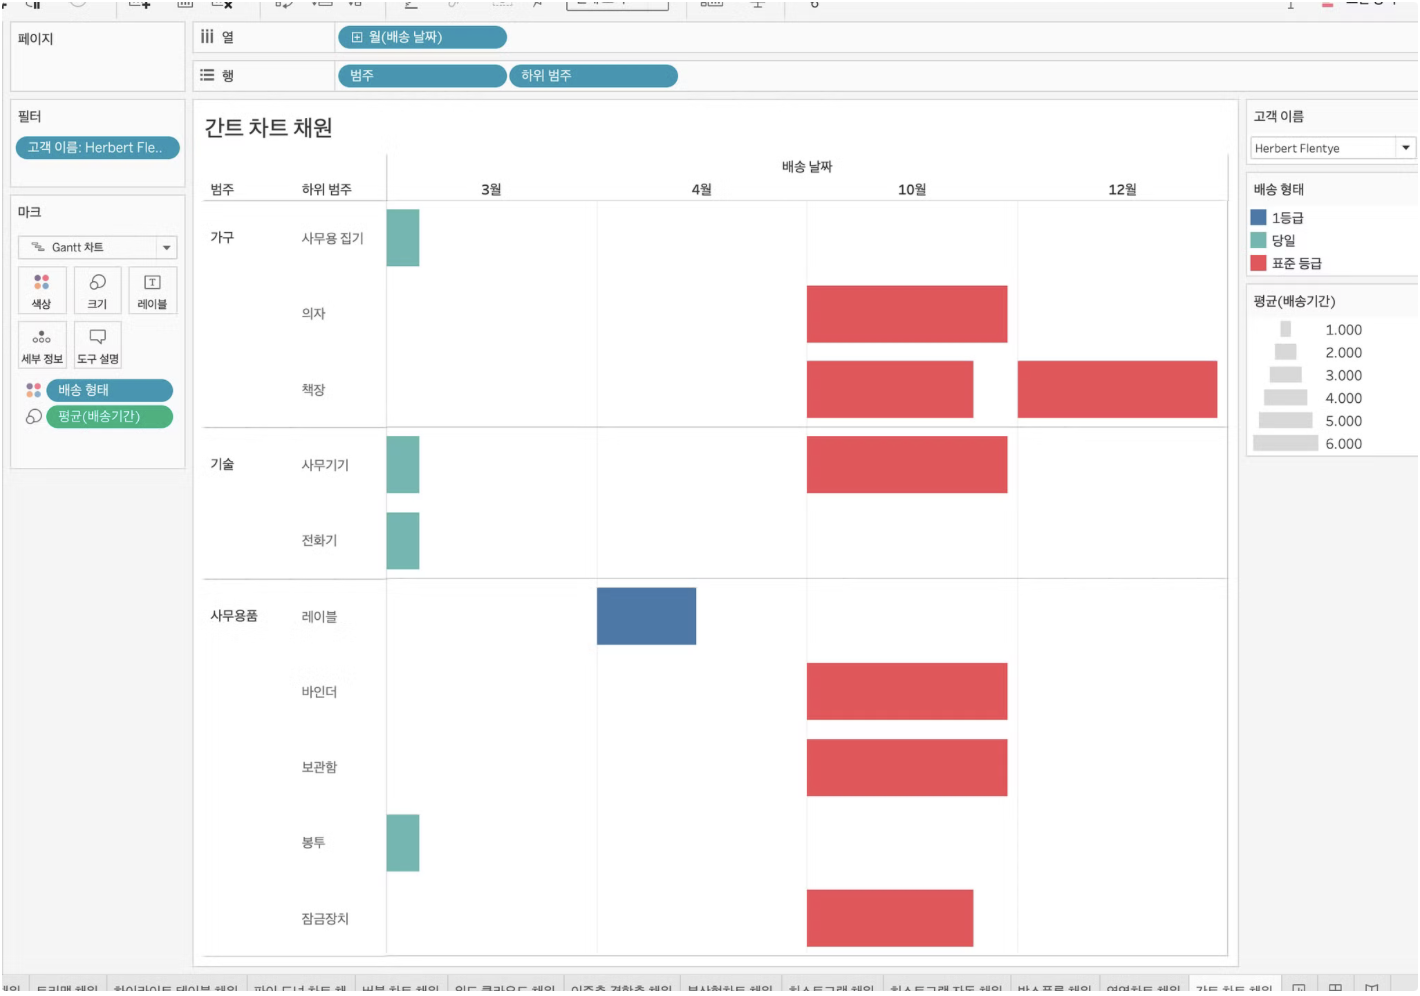 페이지
열
월(배송 날짜)
행
범주
하위 범주
필터
고객 이름: Herbert Fle..
마크
Gantt 차트
색상
크기
레이블
세부 정보
도구 설명
배송 형태
평균(배송기간)
간트 차트 채원
배송 날짜
범주
하위 범주
3월
4월
10월
12월
가구
사무용 집기
의자
책장
기술
사무기기
전화기
사무용품
레이블
바인더
보관함
봉투
잠금장치
고객 이름
Herbert Flentye
배송 형태
1등급
당일
표준 등급
평균(배송기간)
1.000
2.000
3.000
4.000
5.000
6.000
트리맵 채원
하이라이트 테이블 채원
파이 도넛 차트 채
버블 차트 채원
워드 클라우드 채원
이중축 결합축 채원
분산형차트 채원
히스토그램 채원
히스토그램 자동 채원
박스플롯 채원
영역차트 채원
간트 차트 채원